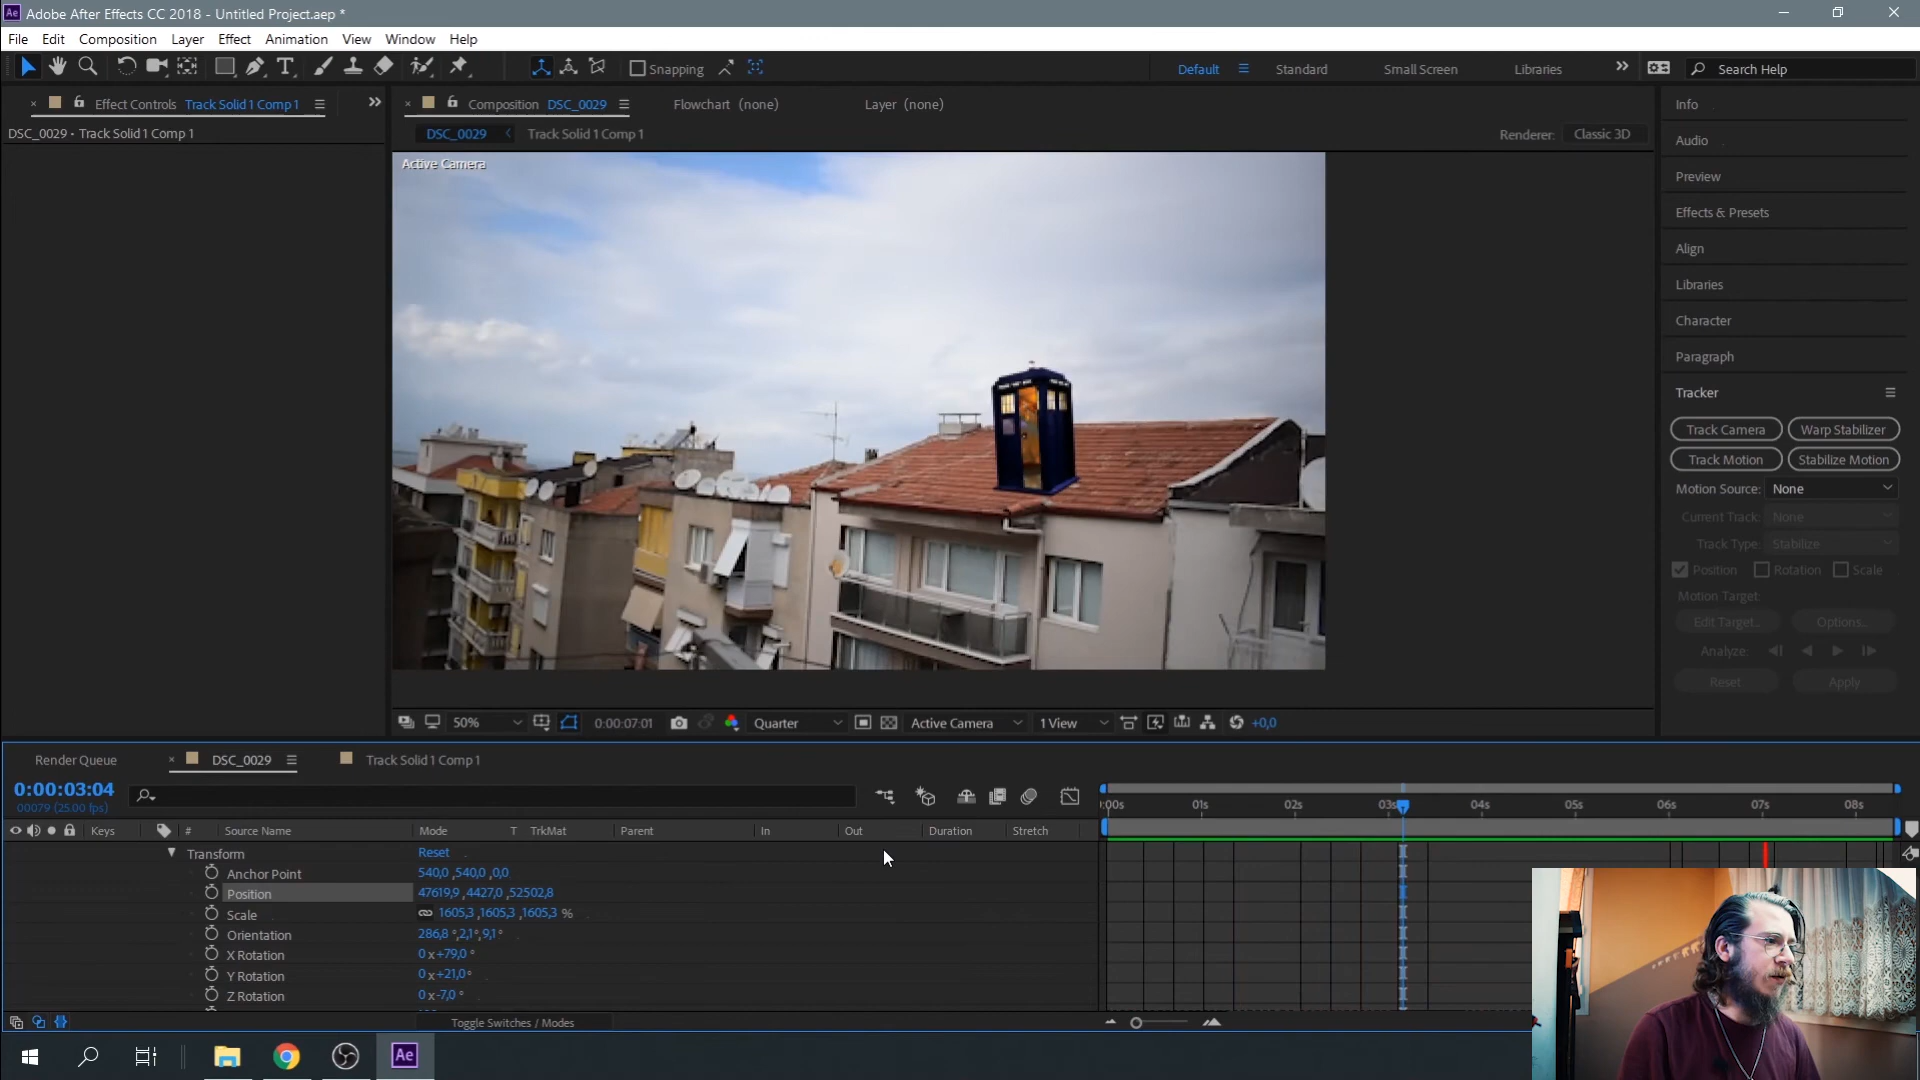 Ae Adobe After Effects CC 2018 - Untitled Project.aep *
File Edit Composition Layer Effect Animation View Window Help
Snapping Default Standard Small Screen Libraries Search Help
Effect Controls Track Solid 1 Comp 1
Composition DSC_0029 Flowchart (none) Layer (none)
DSC_0029 • Track Solid 1 Comp 1
DSC_0029 Track Solid 1 Comp 1 Renderer: Classic 3D
Active Camera
Info
Audio
Preview
Effects & Presets
Align
Libraries
Character
Paragraph
Tracker
Track Camera Warp Stabilizer
Track Motion Stabilize Motion
Motion Source: None
Current Track: None
Track Type: Stabilize
Position Rotation Scale
Motion Target:
Edit Target... Options...
Analyze:
Reset Apply
50% 0:00:07:01 Quarter Active Camera 1 View +0,0
Render Queue DSC_0029 Track Solid 1 Comp 1
0:00:03:04
00079 (25.00 fps)
:00s 01s 02s 03s 04s 05s 06s 07s 08s
Keys # Source Name Mode T TrkMat Parent In Out Duration Stretch
Transform Reset
Anchor Point 540,0 ,540,0 ,0,0
Position 47619,9 ,4427,0 ,52502,8
Scale 1605,3 ,1605,3 ,1605,3 %
Orientation 286,8 °,2,1 °,9,1 °
X Rotation 0 x +79,0 °
Y Rotation 0 x +21,0 °
Z Rotation 0 x -7,0 °
Toggle Switches / Modes
Ae